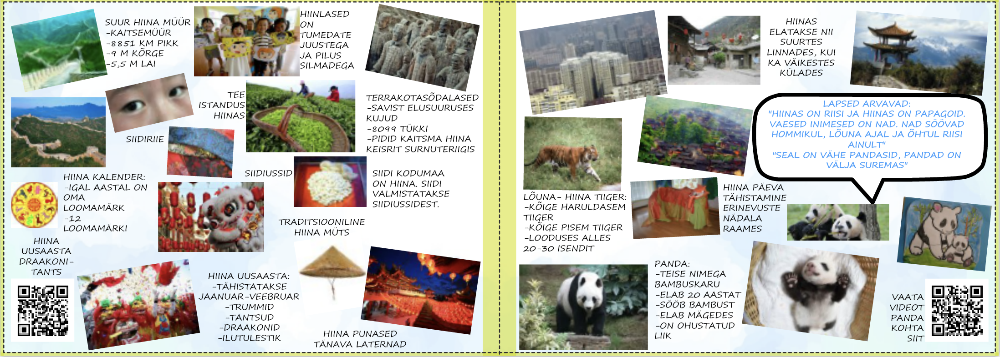 SUUR HIINA MÜÜR
-KAITSEMÜÜR
-8851 KM PIKK
-9 M KÕRGE
-5,5 M LAI
HIINLASED
ON
TUMEDATE
JUUSTEGA
JA PILUS
SILMADEGA
TEE
ISTANDUS
HIINAS
TERRAKOTASÕDALASED
-SAVIST ELUSUURUSES
KUJUD
-8099 TÜKKI
-PIDID KAITSMA HIINA
KEISRIT SURNUTERIIGIS
SIIDIRIIE
HIINA KALENDER:
-IGAL AASTAL ON
OMA
LOOMAMÄRK
-12
LOOMAMÄRKI
SIIDIUSSID
SIIDI KODUMAA
ON HIINA. SIIDI
VALMISTATAKSE
SIIDIUSSIDEST.
TRADITSIOONILINE
HIINA MÜTS
HIINA
UUSAASTA
DRAAKONI-
TANTS
HIINA UUSAASTA:
-TÄHISTATAKSE
JAANUAR-VEEBRUAR
-TRUMMID
-TANTSUD
-DRAAKONID
-ILUTULESTIK
HIINA PUNASED
TÄNAVA LATERNAD
HIINAS
ELATAKSE NII
SUURTES
LINNADES, KUI
KA VÄIKESTES
KÜLADES
LAPSED ARVAVAD:
"HIINAS ON RIISI JA HIINAS ON PAPAGOID.
VAESED INIMESED ON NAD. NAD SÖÖVAD
HOMMIKUL, LÕUNA AJAL JA ÕHTUL RIISI
AINULT"
"SEAL ON VÄHE PANDASID, PANDAD ON
VÄLJA SUREMAS"
LÕUNA- HIINA TIIGER:
-KÕIGE HARULDASEM
TIIGER
-KÕIGE PISEM TIIGER
-LOODUSES ALLES
20-30 ISENDIT
HIINA PÄEVA
TÄHISTAMINE
ERINEVUSTE
NÄDALA
RAAMES
PANDA:
-TEISE NIMEGA
BAMBUSKARU
-ELAB 20 AASTAT
-SÖÖB BAMBUST
-ELAB MÄGEDES
-ON OHUSTATUD
LIIK
VAATA
VIDEOT
PANDA
KOHTA
SIIT